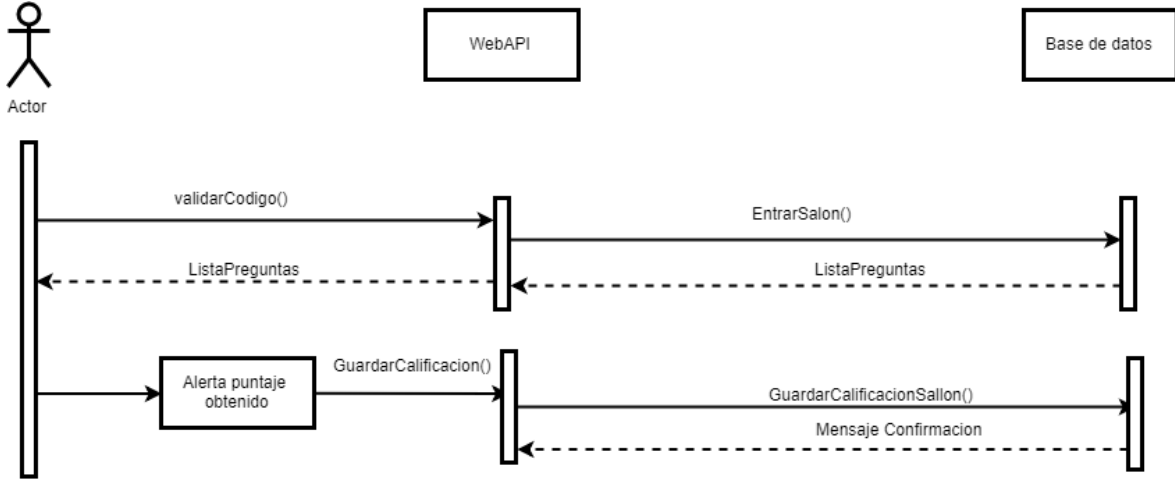 WebAPI
Base de datos
Actor
validarCodigo()
EntrarSalon()
ListaPreguntas
ListaPreguntas
Alerta puntaje
obtenido
GuardarCalificacion()
GuardarCalificacionSallon()
Mensaje Confirmacion